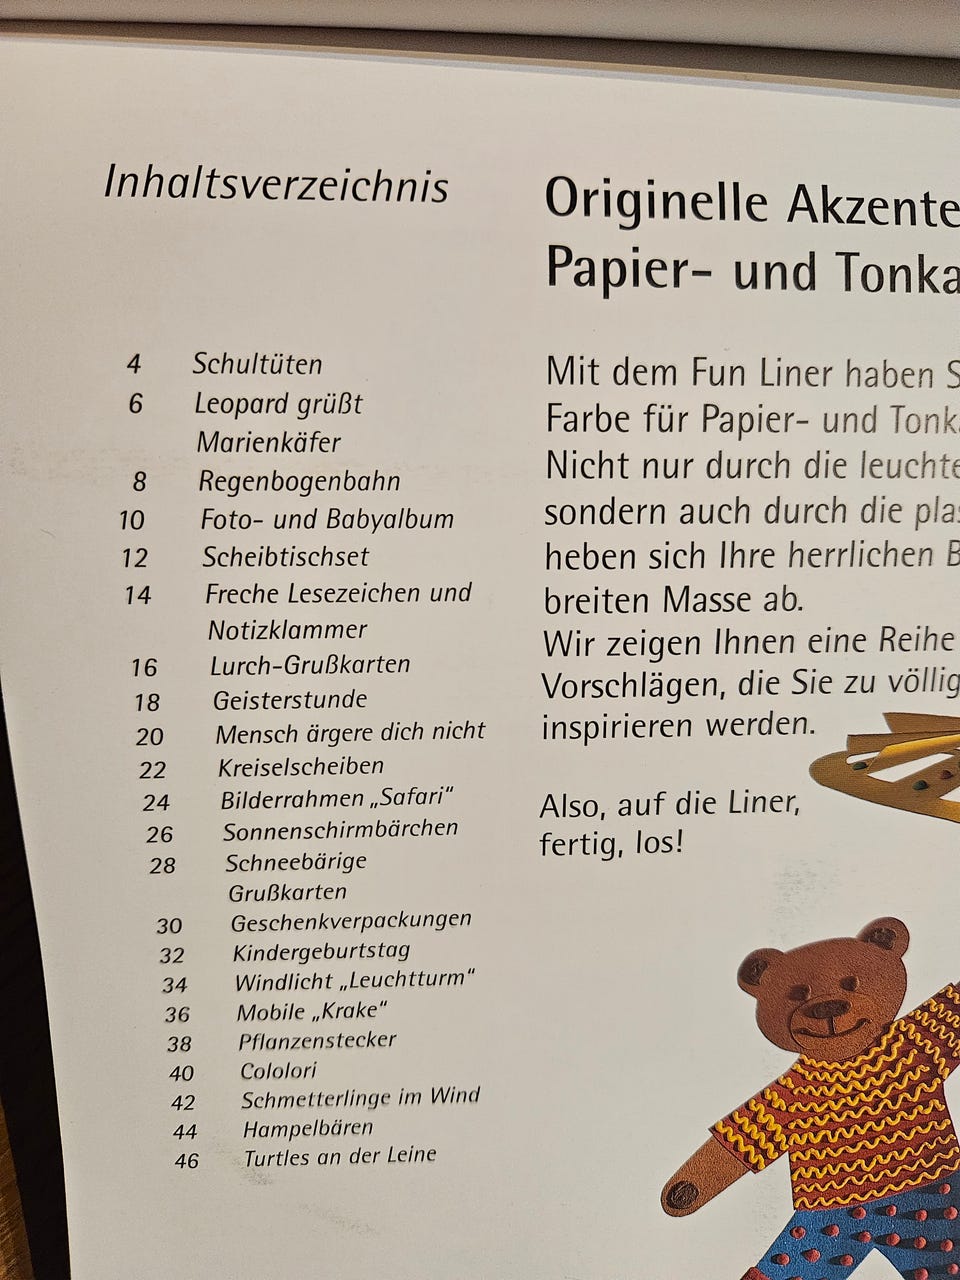 Inhaltsverzeichnis
4 Schultüten
6 Leopard grüßt
Marienkäfer
8 Regenbogenbahn
10 Foto- und Babyalbum
12 Scheibtischset
14 Freche Lesezeichen und
Notizklammer
16 Lurch-Grußkarten
18 Geisterstunde
20 Mensch ärgere dich nicht
22 Kreiselscheiben
24 Bilderrahmen „Safari“
26 Sonnenschirmbärchen
28 Schneebärige
Grußkarten
30 Geschenkverpackungen
32 Kindergeburtstag
34 Windlicht „Leuchtturm“
36 Mobile „Krake“
38 Pflanzenstecker
40 Cololori
42 Schmetterlinge im Wind
44 Hampelbären
46 Turtles an der Leine
Originelle Akzente
Papier- und Tonka
Mit dem Fun Liner haben S
Farbe für Papier- und Tonk
Nicht nur durch die leuchte
sondern auch durch die plas
heben sich Ihre herrlichen B
breiten Masse ab.
Wir zeigen Ihnen eine Reihe
Vorschlägen, die Sie zu völlig
inspirieren werden.
Also, auf die Liner,
fertig, los!